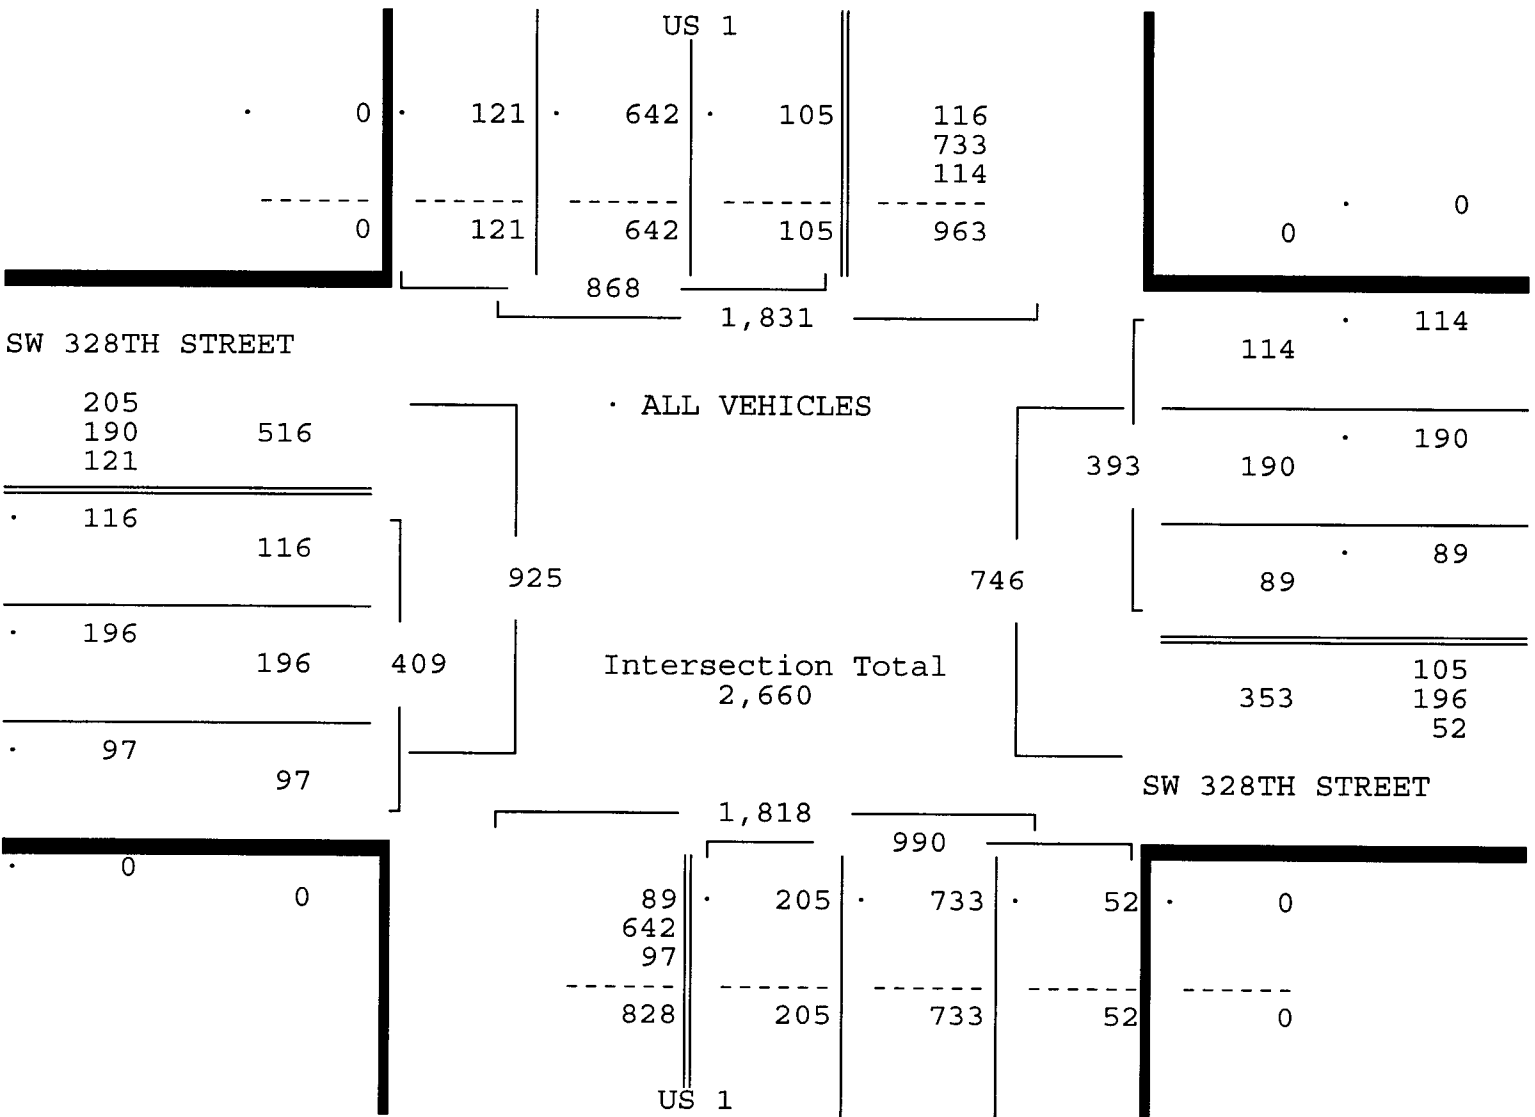 US 1
· 0 · 121 · 642 · 105 116
733
114
------ ------ ------ ------ ------
0 121 642 105 963
· 0
0
868
1,831
SW 328TH STREET
· 114
114
205
190 516
121
· ALL VEHICLES
· 190
393 190
· 116
116
· 89
925 746 89
· 196
196 409
Intersection Total
2,660
105
353 196
52
· 97
97
SW 328TH STREET
1,818
990
· 0
0
89 · 205 · 733 · 52 · 0
642
97
------ ------ ------ ------ ------
828 205 733 52 0
US 1